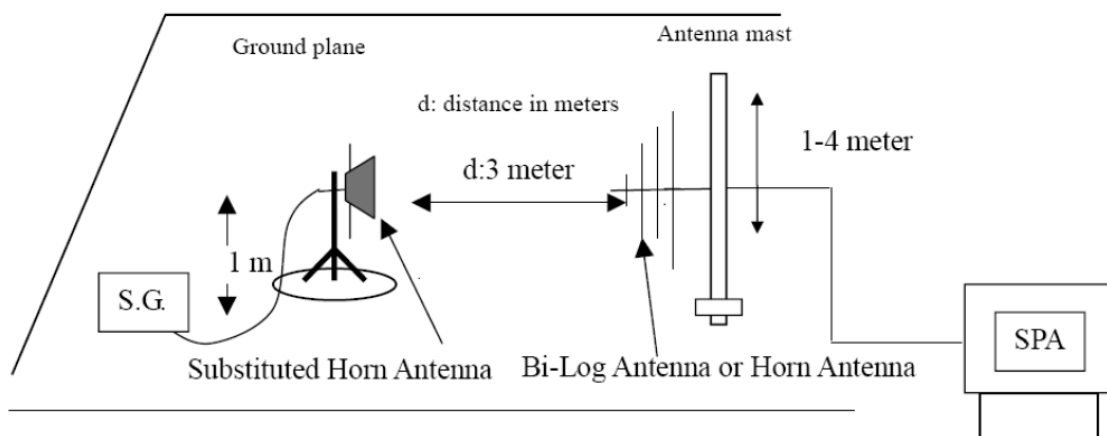 Ground plane
Antenna mast
d: distance in meters
1-4 meter
d:3 meter
1 m
S.G.
SPA
Substituted Horn Antenna
Bi-Log Antenna or Horn Antenna